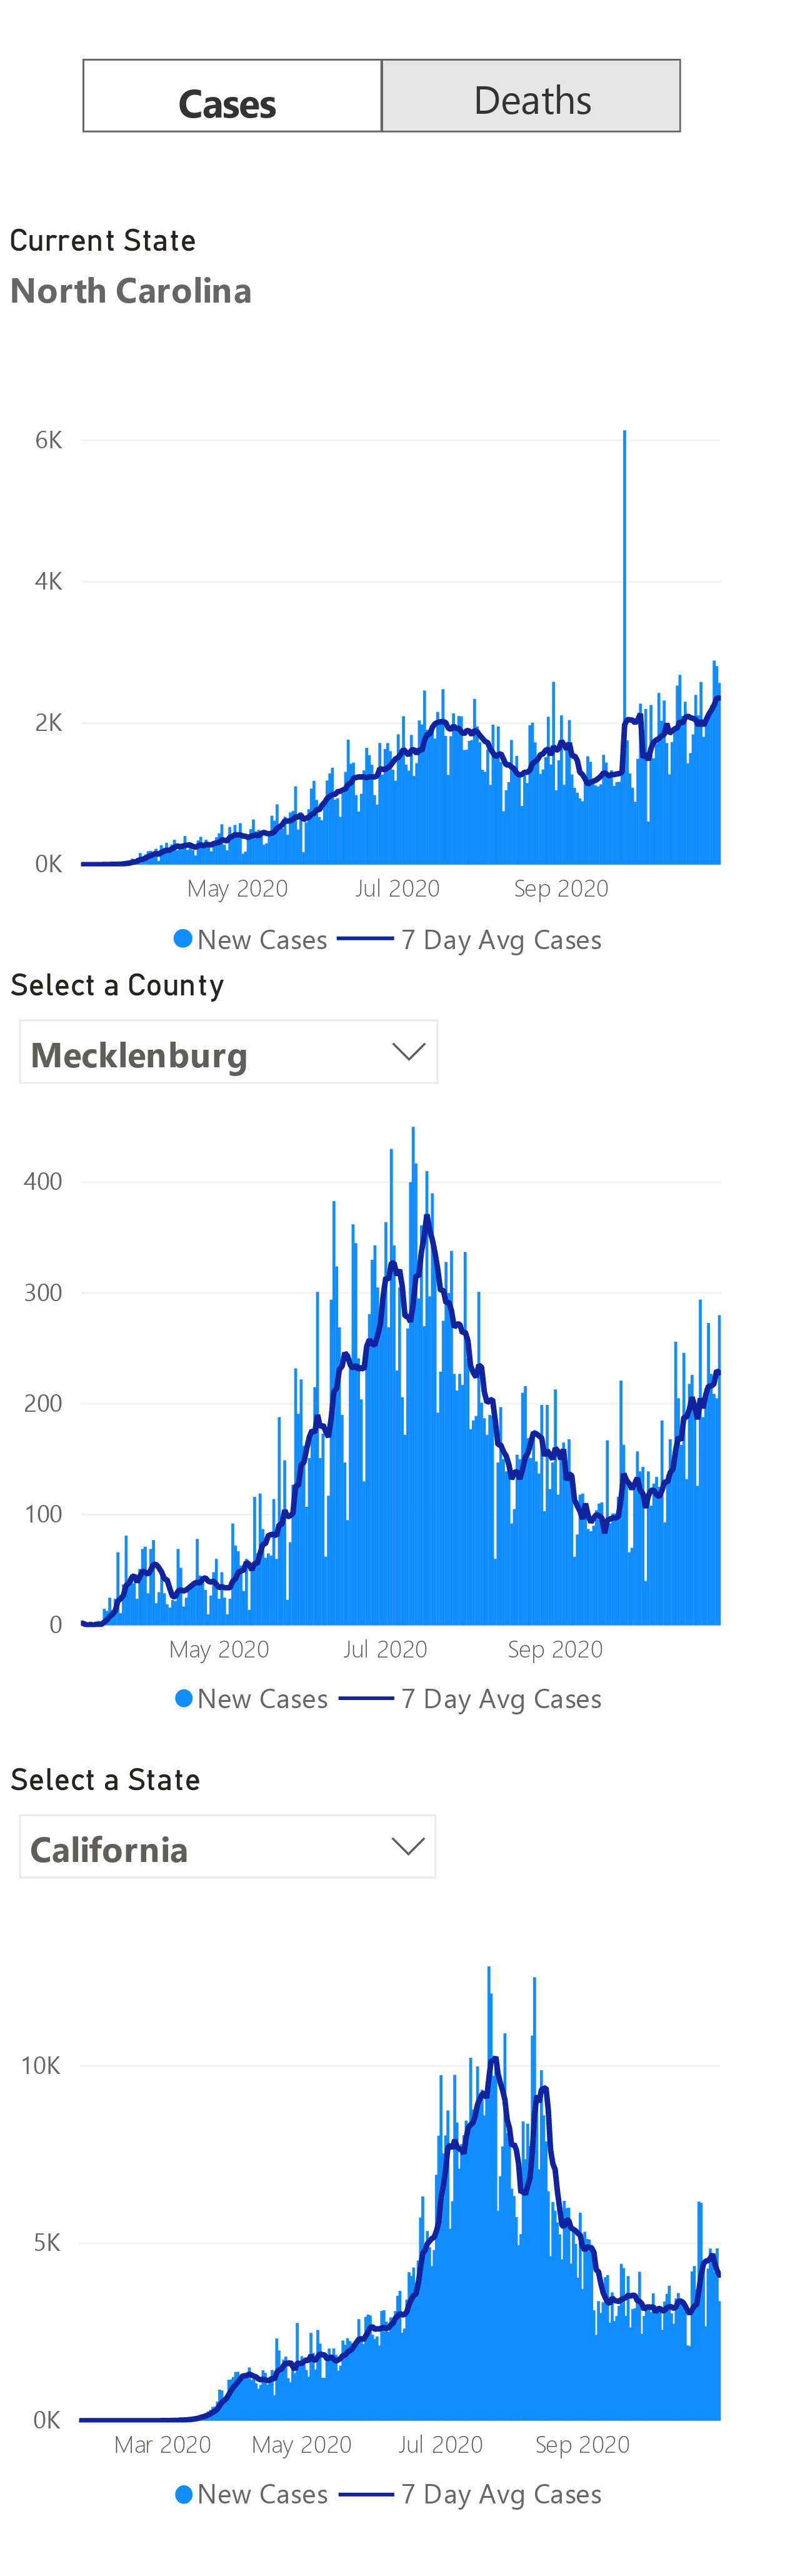 Cases Deaths
Current State
North Carolina
6K
4K
2K
0K
May 2020 Jul 2020 Sep 2020
New Cases 7 Day Avg Cases
Select a County
Mecklenburg
400
300
200
100
0
May 2020 Jul 2020 Sep 2020
New Cases 7 Day Avg Cases
Select a State
California
10K
5K
0K
Mar 2020 May 2020 Jul 2020 Sep 2020
New Cases 7 Day Avg Cases